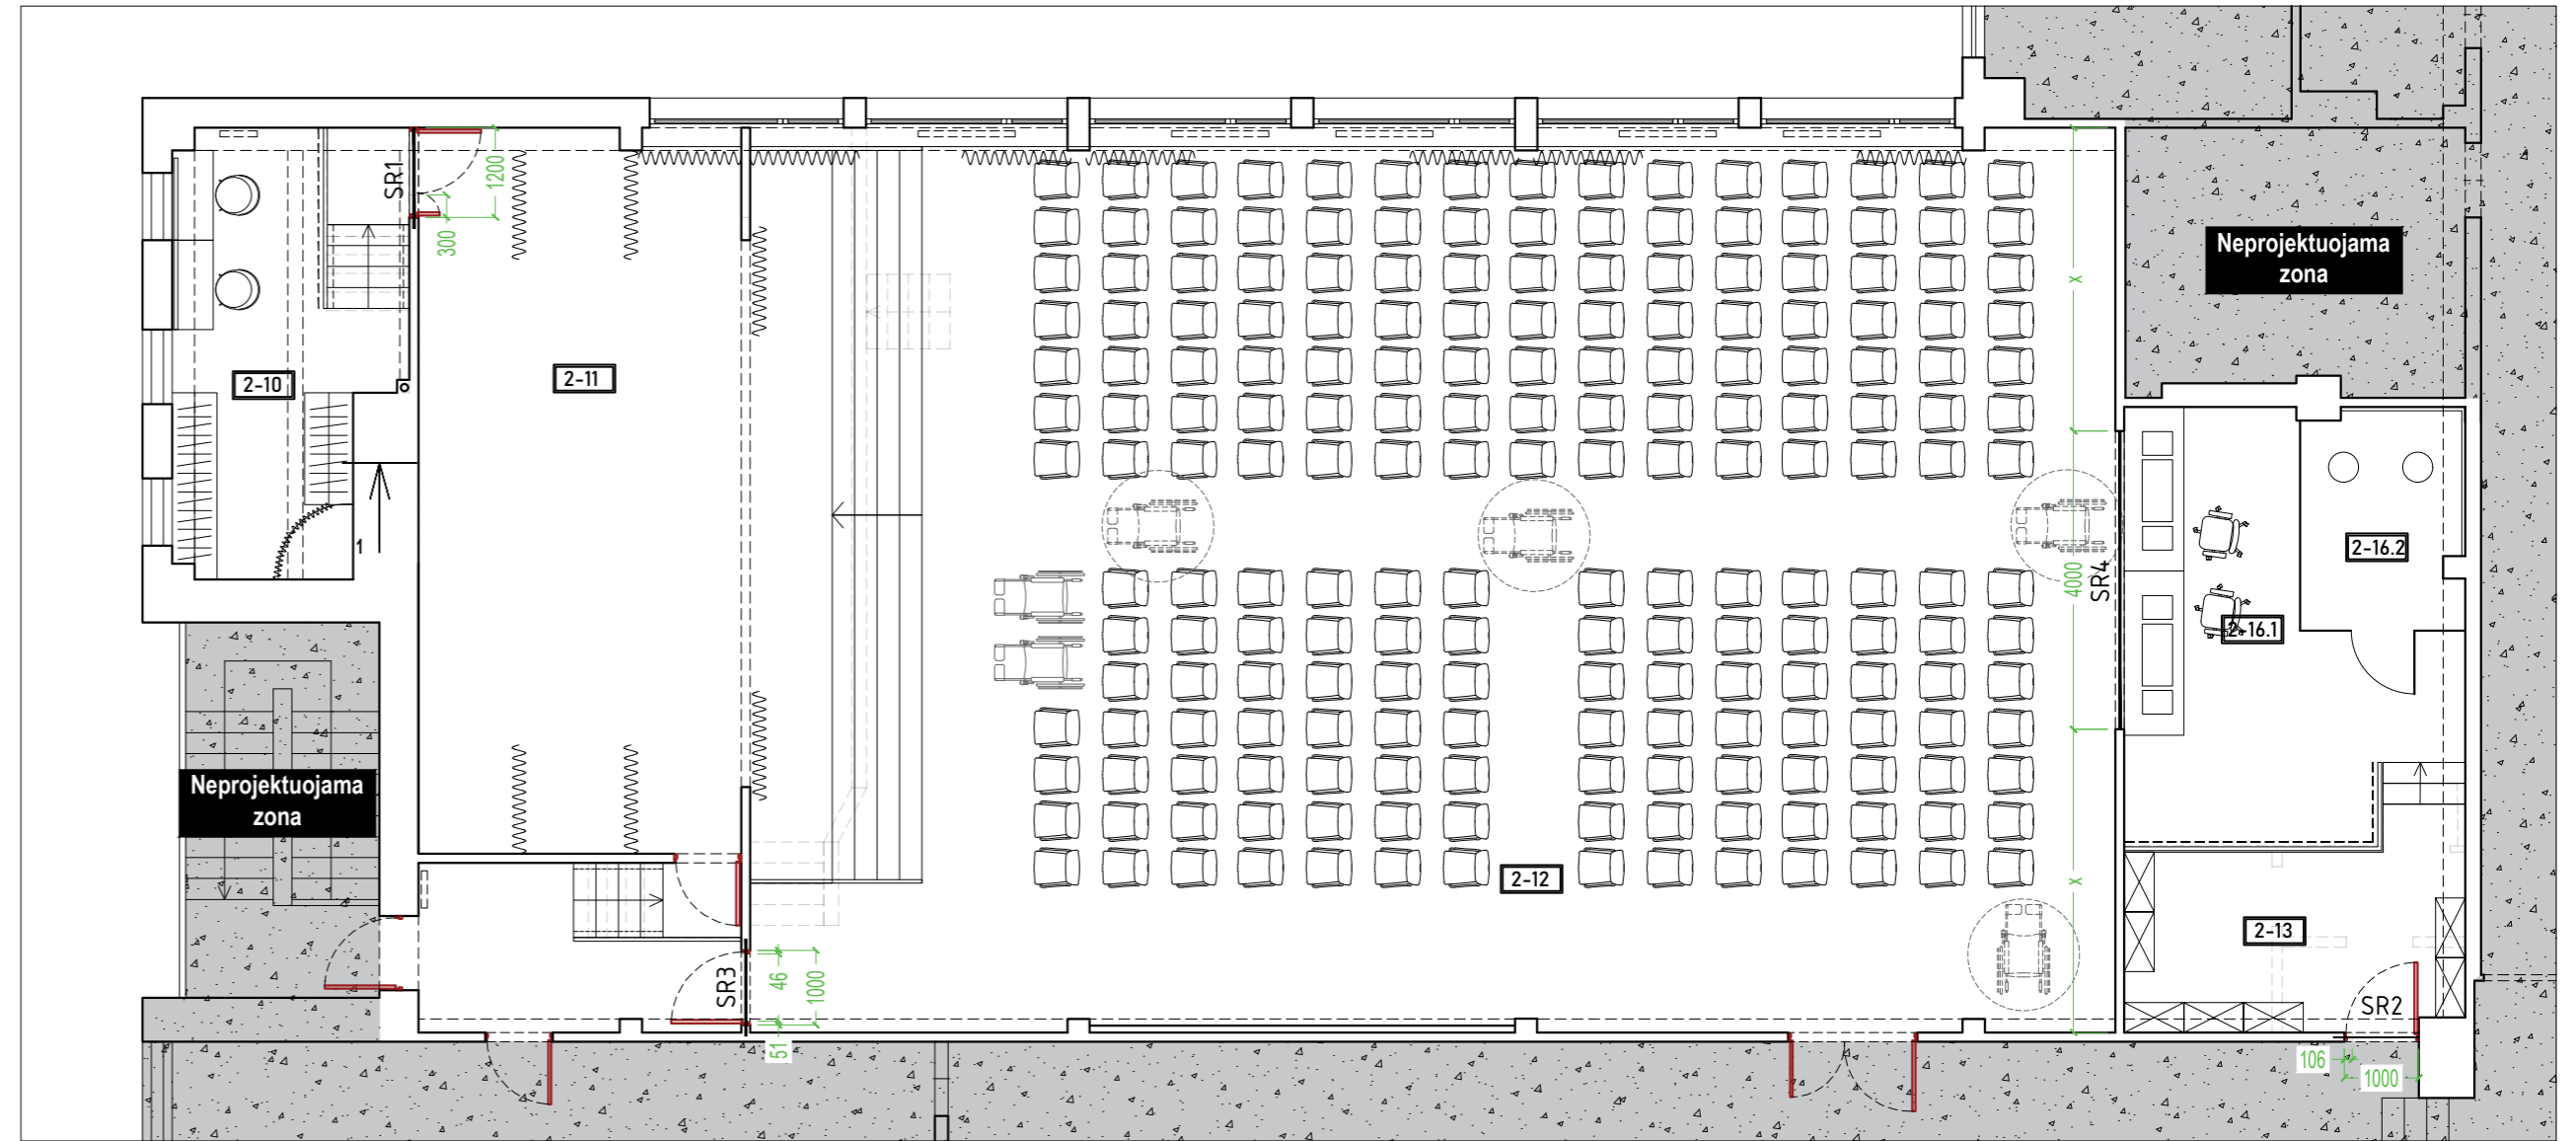 SR1
1200
300
Neprojektuojama
zona
2-10
2-11
X
4000
SR4
2-16.2
2-16.1
1
Neprojektuojama
zona
2-12
X
2-13
SR3
46
1000
51
SR2
106
1000